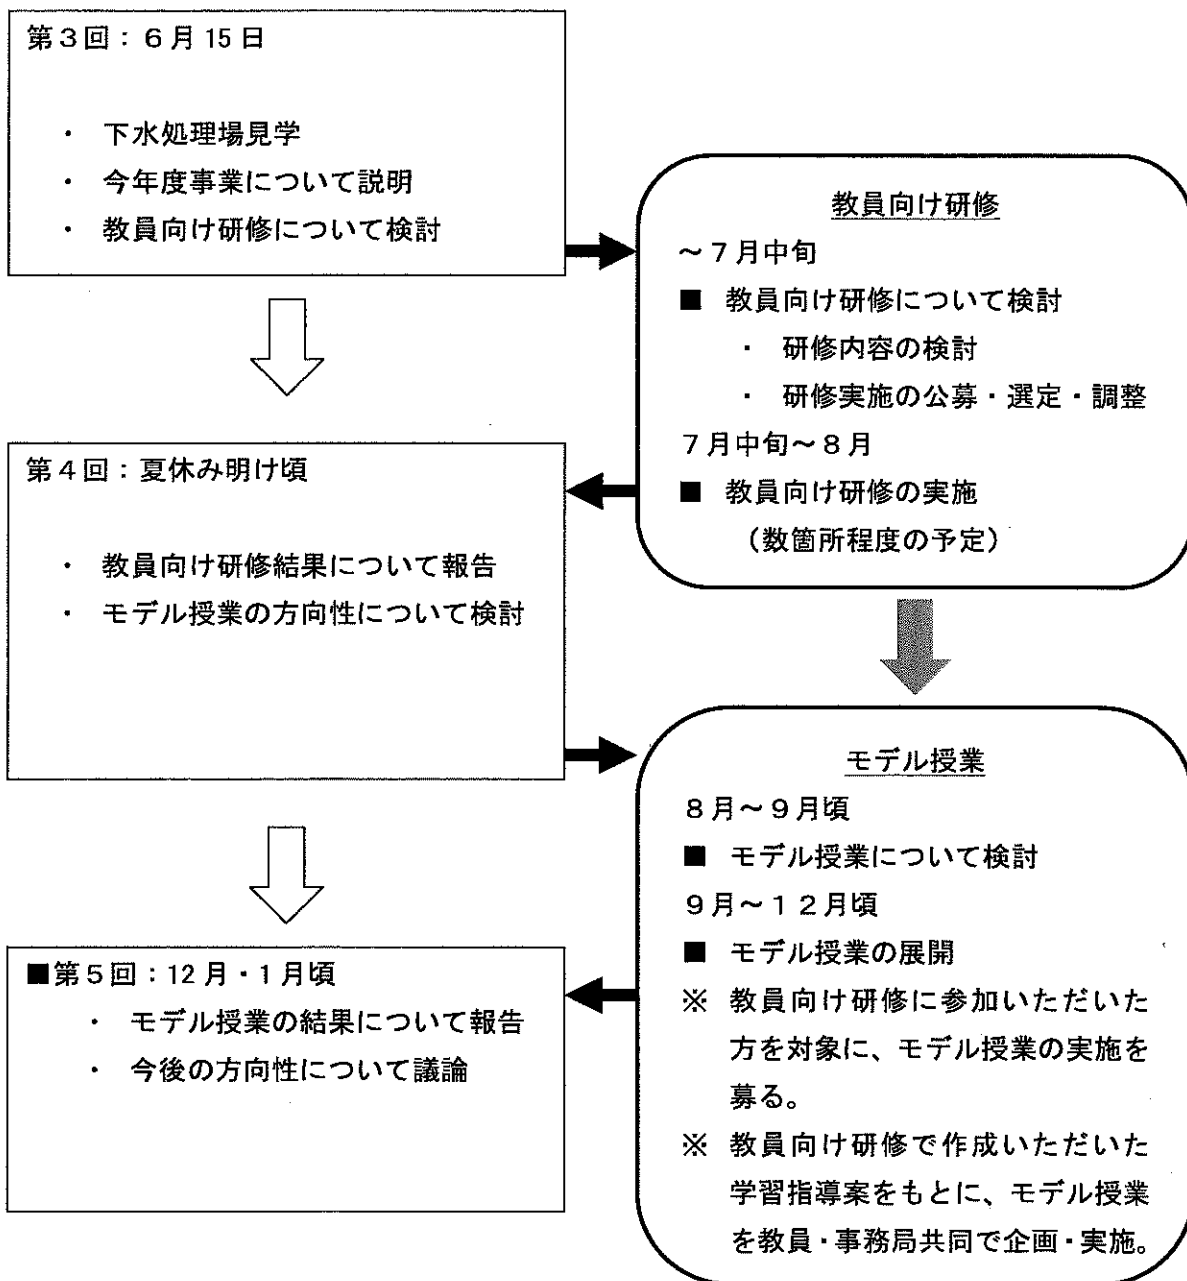 第３回：６月15日
・ 下水処理場見学
・ 今年度事業について説明
・ 教員向け研修について検討
教員向け研修
～７月中旬
■ 教員向け研修について検討
・ 研修内容の検討
・ 研修実施の公募・選定・調整
７月中旬～８月
■ 教員向け研修の実施
（数箇所程度の予定）
第４回：夏休み明け頃
・ 教員向け研修結果について報告
・ モデル授業の方向性について検討
モデル授業
８月～９月頃
■ モデル授業について検討
９月～１２月頃
■ モデル授業の展開
※ 教員向け研修に参加いただいた
方を対象に、モデル授業の実施を
募る。
※ 教員向け研修で作成いただいた
学習指導案をもとに、モデル授業
を教員・事務局共同で企画・実施。
■第５回：12月・１月頃
・ モデル授業の結果について報告
・ 今後の方向性について議論